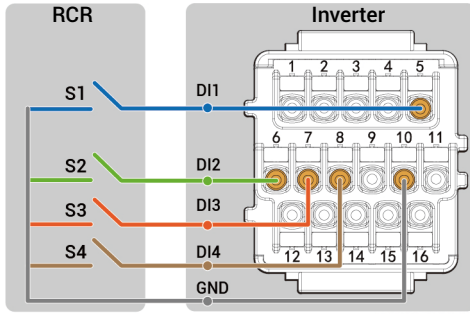 RCR
Inverter
1 2 3 4 5
S1
DI1
6 7 8 9 10 11
S2
DI2
S3
DI3
S4
DI4
12 13 14 15 16
GND